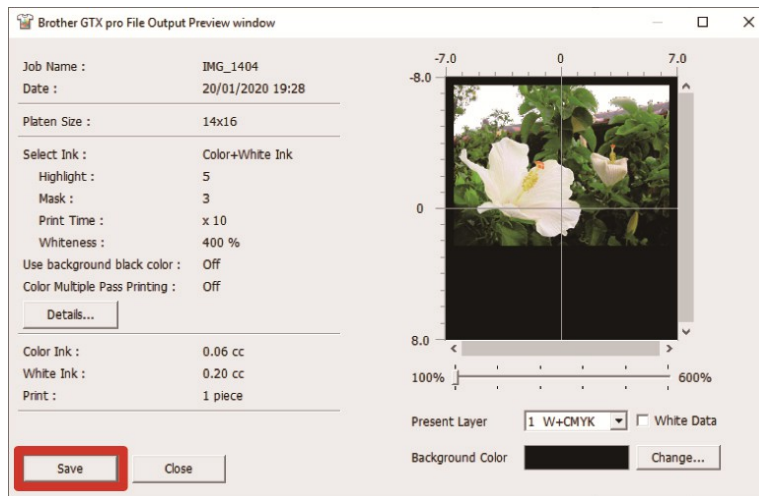 Brother GTX pro File Output Preview window
Job Name : IMG_1404
Date : 20/01/2020 19:28
Platen Size : 14x16
Select Ink : Color+White Ink
Highlight : 5
Mask : 3
Print Time : x 10
Whiteness : 400 %
Use background black color : Off
Color Multiple Pass Printing : Off
Details...
Color Ink : 0.06 cc
White Ink : 0.20 cc
Print : 1 piece
Save Close
-7.0 0 7.0
-8.0
0
8.0
100% 600%
Present Layer 1 W+CMYK White Data
Background Color Change...